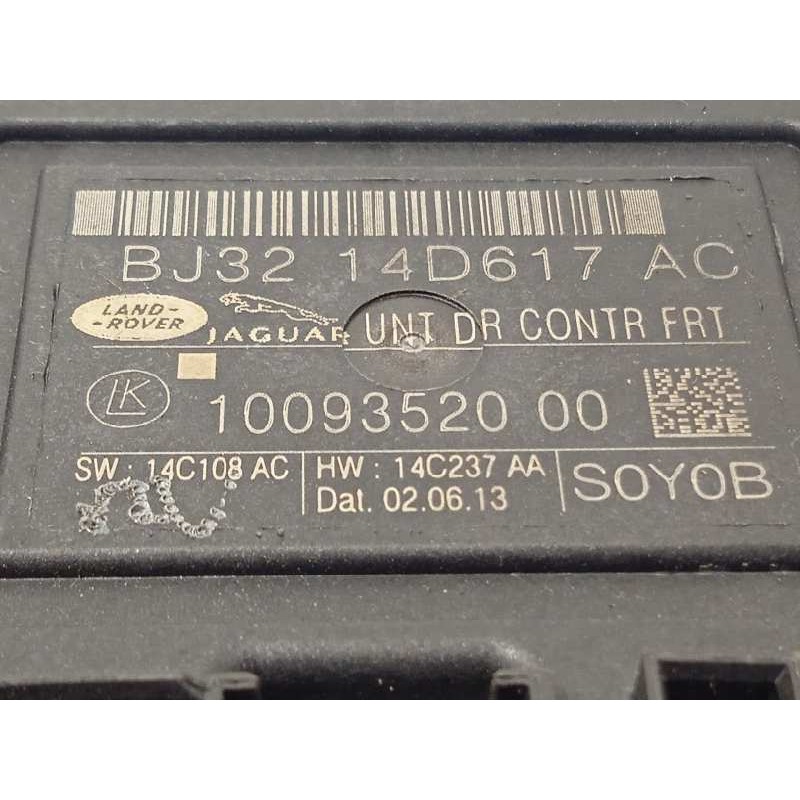 BJ32 14D617 AC
LAND-
-ROVER
JAGUAR
UNT DR CONTR FRT
LK
10093520 00
SW : 14C108 AC
HW : 14C237 AA
Dat. 02.06.13
SOYOB